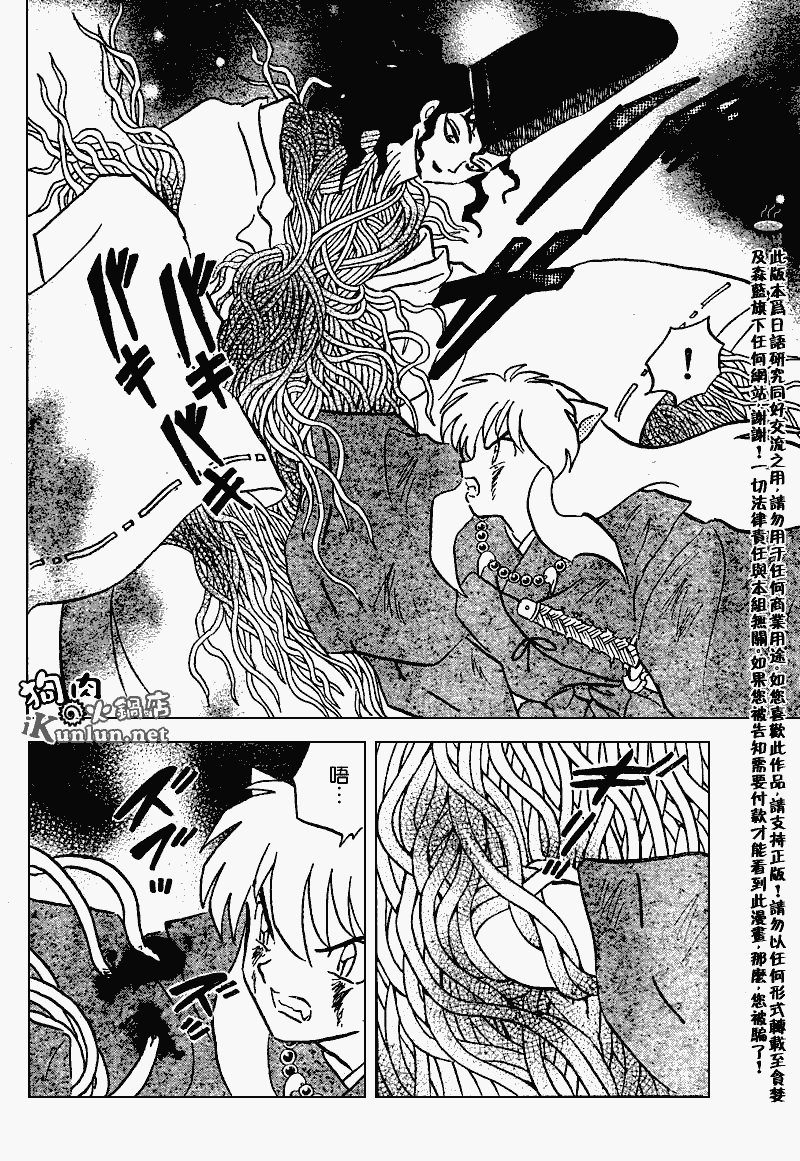 !
バキ
バキ
バキ
此版本爲日語研究同好交流之用,請勿用于任何商業用途。如您喜歡此作品,請支持正版!請勿以任何形式轉載至貪婪
及森藍旗下任何網站,謝謝!一切法律責任與本組無關。如果您被告知需要付款才能看到此漫畫,那麼,您被騙了!
狗肉
火鍋店
iKunlun.net
唔…
ズズッ
ズッ